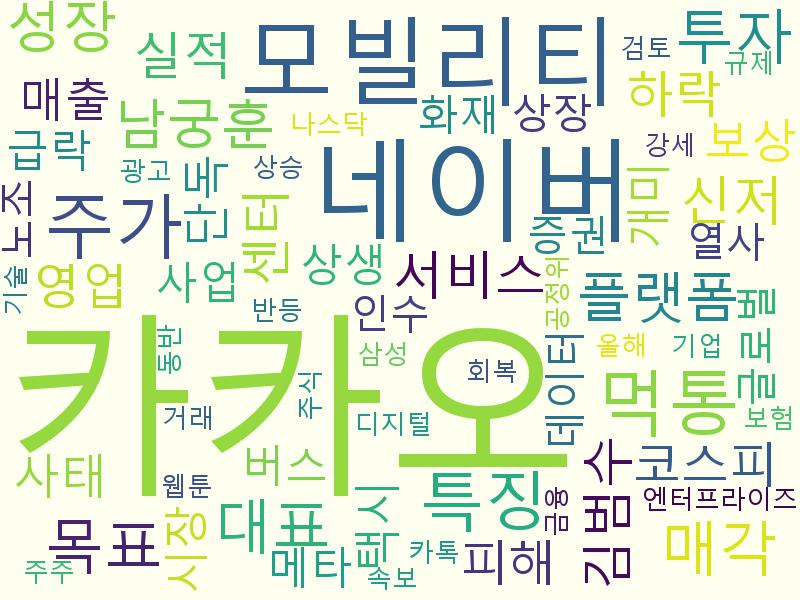 성장
실적
모빌리티
검토
투자
규제
매출
남궁훈
나스닥
화재
상장
하락
강세
보상
급락
광고
단독
상승
네이버
개미
신저
노조
주가
센터
상생
증권
열사
기술
영업
사업
서비스
공정위
플랫폼
글로벌
반등
인수
동반
카카오
삼성
회복
데이터
올해
기업
주식
거래
디지털
먹통
보험
사태
버스
웹툰
택시
특징
금융
김범수
코스피
엔터프라이즈
목표
시장
대표
메타
카톡
속보
피해
매각
주주